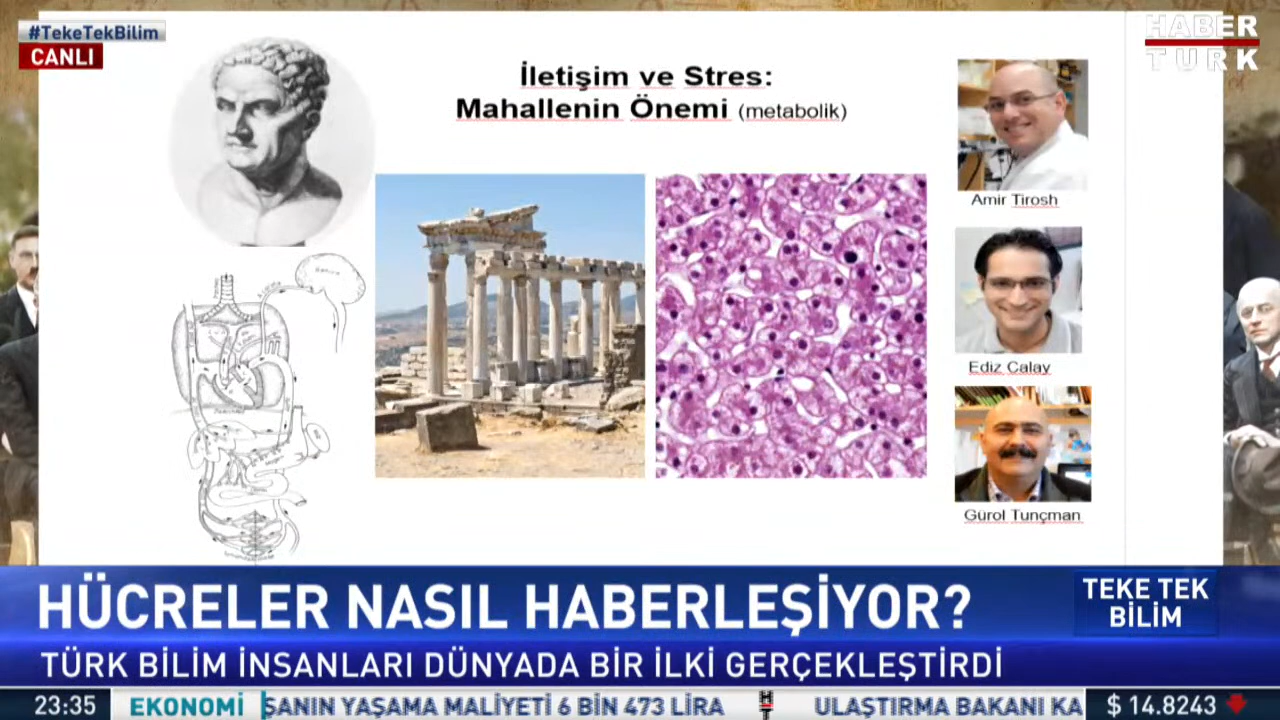 #TekeTekBilim
CANLI
HABER
TURK
İletişim ve Stres:
Mahallenin Önemi (metabolik)
Amir Tirosh
Ediz Calay
Gürol Tunçman
HÜCRELER NASIL HABERLEŞİYOR?
TEKE TEK
BİLİM
TÜRK BİLİM İNSANLARI DÜNYADA BİR İLKİ GERÇEKLEŞTİRDİ
23:35 EKONOMİ ŞANIN YAŞAMA MALİYETİ 6 BİN 473 LİRA ULAŞTIRMA BAKANI KA $ 14.8243